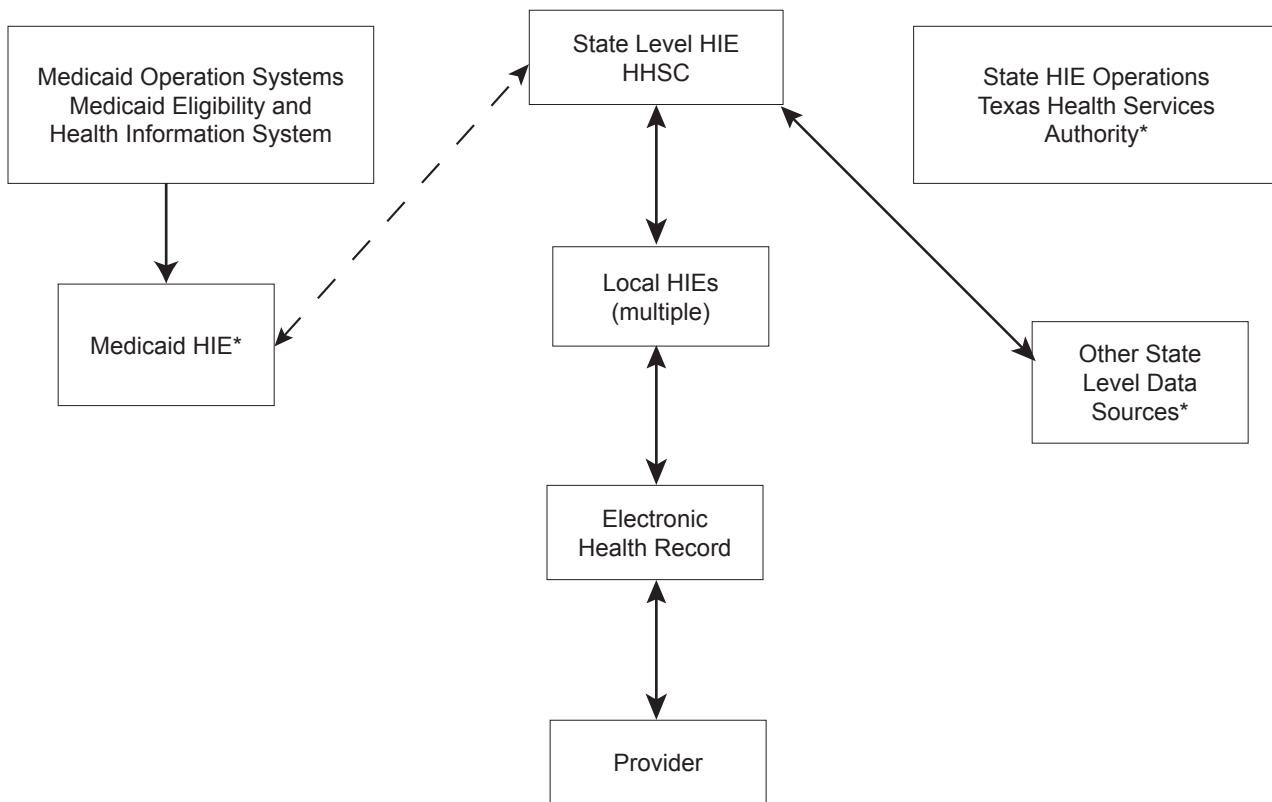 Medicaid Operation Systems
Medicaid Eligibility and
Health Information System
State Level HIE
HHSC
State HIE Operations
Texas Health Services
Authority*
Medicaid HIE*
Local HIEs
(multiple)
Other State
Level Data
Sources*
Electronic
Health Record
Provider